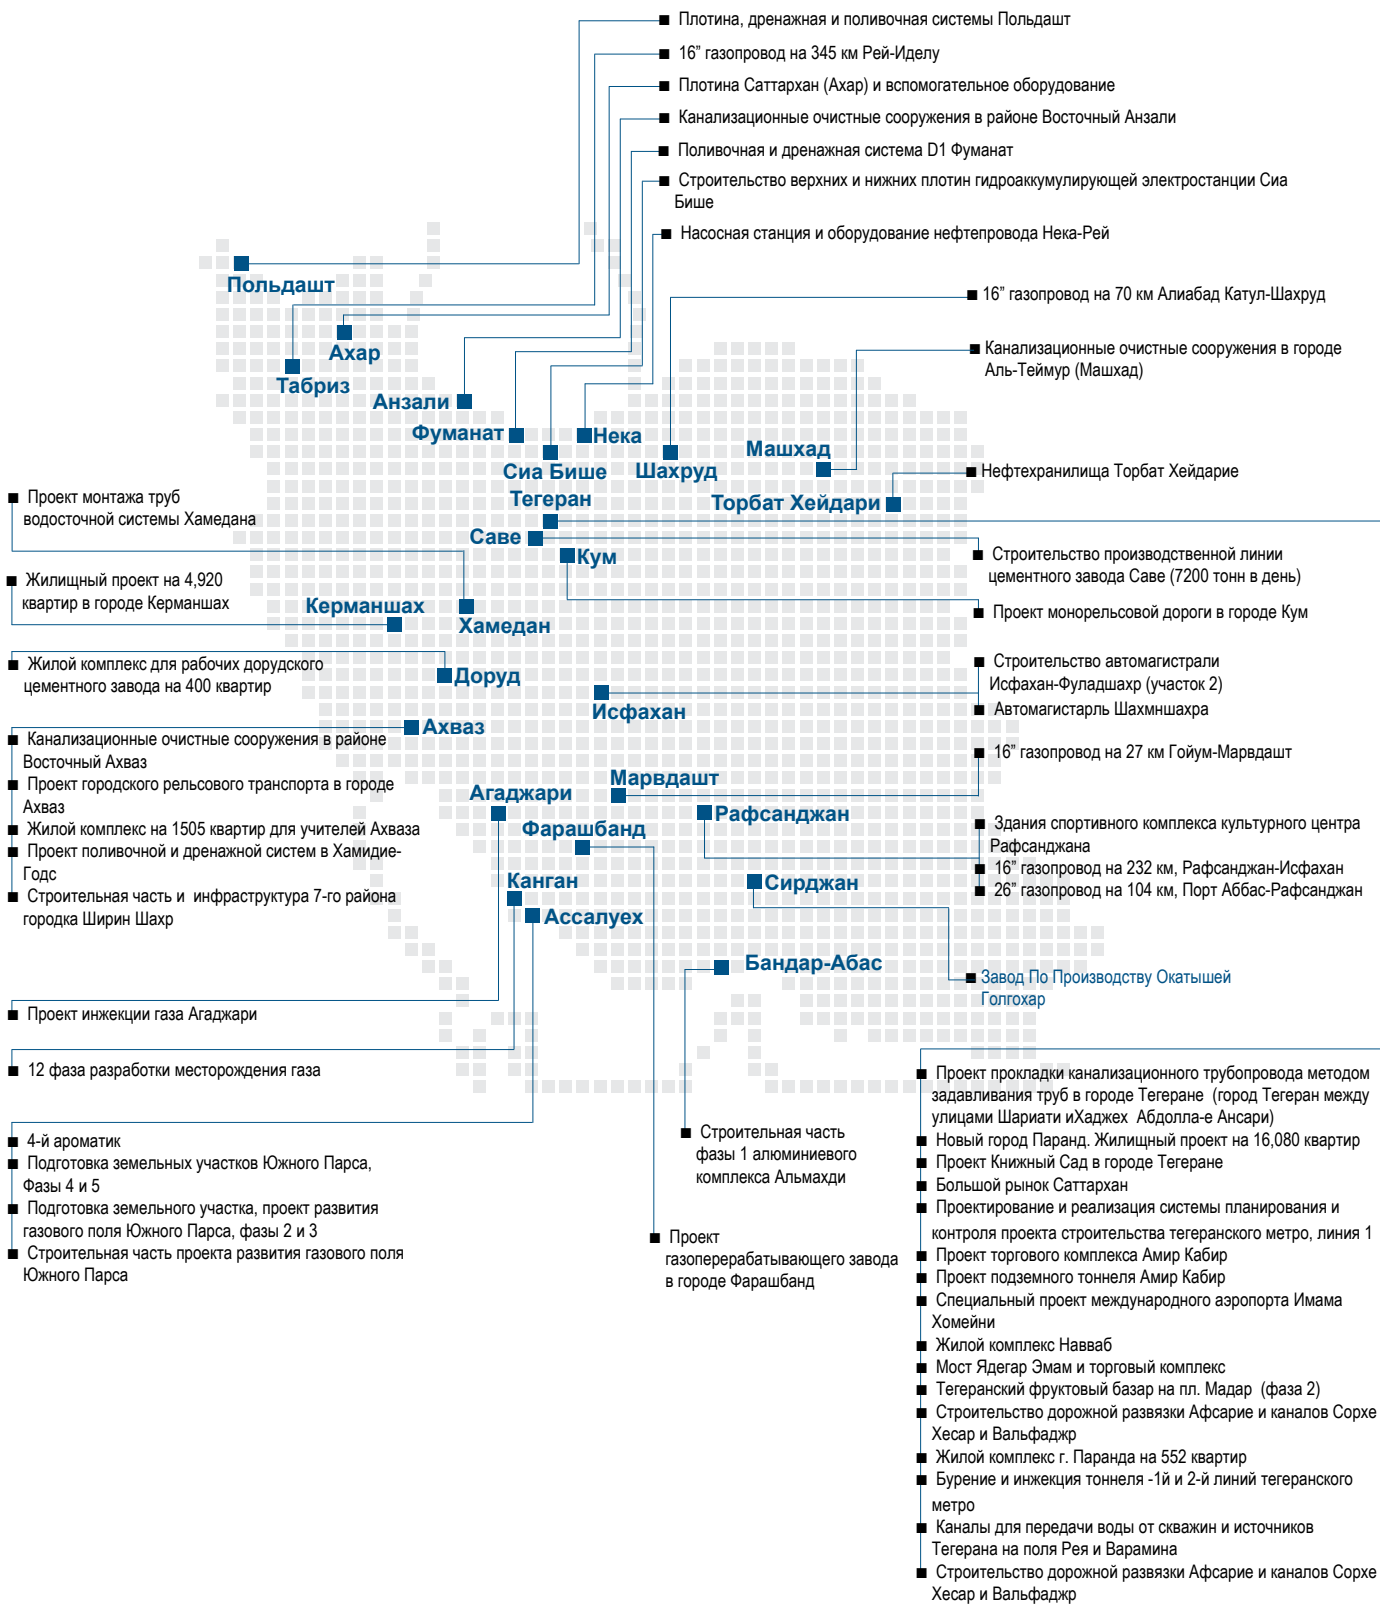 Плотина, дренажная и поливочная системы Польдашт
16” газопровод на 345 км Рей-Иделу
Плотина Саттархан (Ахар) и вспомогательное оборудование
Канализационные очистные сооружения в районе Восточный Анзали
Поливочная и дренажная система D1 Фуманат
Строительство верхних и нижних плотин гидроаккумулирующей электростанции Сиа
Бише
Насосная станция и оборудование нефтепровода Нека-Рей
16” газопровод на 70 км Алиабад Катул-Шахруд
Канализационные очистные сооружения в городе
Аль-Теймур (Машхад)
Нефтехранилища Торбат Хейдарие
Польдашт
Ахар
Табриз
Анзали
Фуманат
Нека
Сиа Бише
Шахруд
Машхад
Тегеран
Торбат Хейдари
Саве
Кум
Керманшах
Хамедан
Доруд
Исфахан
Ахваз
Марвдашт
Агаджари
Рафсанджан
Фарашбанд
Канган
Сирджан
Ассалуех
Бандар-Абас
Проект монтажа труб
водосточной системы Хамедана
Жилищный проект на 4,920
квартир в городе Керманшах
Жилой комплекс для рабочих дорудского
цементного завода на 400 квартир
Канализационные очистные сооружения в районе
Восточный Ахваз
Проект городского рельсового транспорта в городе
Ахваз
Жилой комплекс на 1505 квартир для учителей Ахваза
Проект поливочной и дренажной систем в Хамидие-
Годс
Строительная часть и инфраструктура 7-го района
городка Ширин Шахр
Проект инжекции газа Агаджари
12 фаза разработки месторождения газа
4-й ароматик
Подготовка земельных участков Южного Парса,
Фазы 4 и 5
Подготовка земельного участка, проект развития
газового поля Южного Парса, фазы 2 и 3
Строительная часть проекта развития газового поля
Южного Парса
Строительная часть
фазы 1 алюминиевого
комплекса Альмахди
Проект
газоперерабатывающего завода
в городе Фарашбанд
Строительство производственной линии
цементного завода Саве (7200 тонн в день)
Проект монорельсовой дороги в городе Кум
Строительство автомагистрали
Исфахан-Фуладшахр (участок 2)
Автомагистарль Шахмншахра
16” газопровод на 27 км Гойум-Марвдашт
Здания спортивного комплекса культурного центра
Рафсанджана
16” газопровод на 232 км, Рафсанджан-Исфахан
26” газопровод на 104 км, Порт Аббас-Рафсанджан
Завод По Производству Окатышей
Голгохар
Проект прокладки канализационного трубопровода методом
задавливания труб в городе Тегеране (город Тегеран между
улицами Шариати иХаджех Абдолла-е Ансари)
Новый город Паранд. Жилищный проект на 16,080 квартир
Проект Книжный Сад в городе Тегеране
Большой рынок Саттархан
Проектирование и реализация системы планирования и
контроля проекта строительства тегеранского метро, линия 1
Проект торгового комплекса Амир Кабир
Проект подземного тоннеля Амир Кабир
Специальный проект международного аэропорта Имама
Хомейни
Жилой комплекс Навваб
Мост Ядегар Эмам и торговый комплекс
Тегеранский фруктовый базар на пл. Мадар (фаза 2)
Строительство дорожной развязки Афсарие и каналов Сорхе
Хесар и Вальфаджр
Жилой комплекс г. Паранда на 552 квартир
Бурение и инжекция тоннеля -1й и 2-й линий тегеранского
метро
Каналы для передачи воды от скважин и источников
Тегерана на поля Рея и Варамина
Строительство дорожной развязки Афсарие и каналов Сорхе
Хесар и Вальфаджр